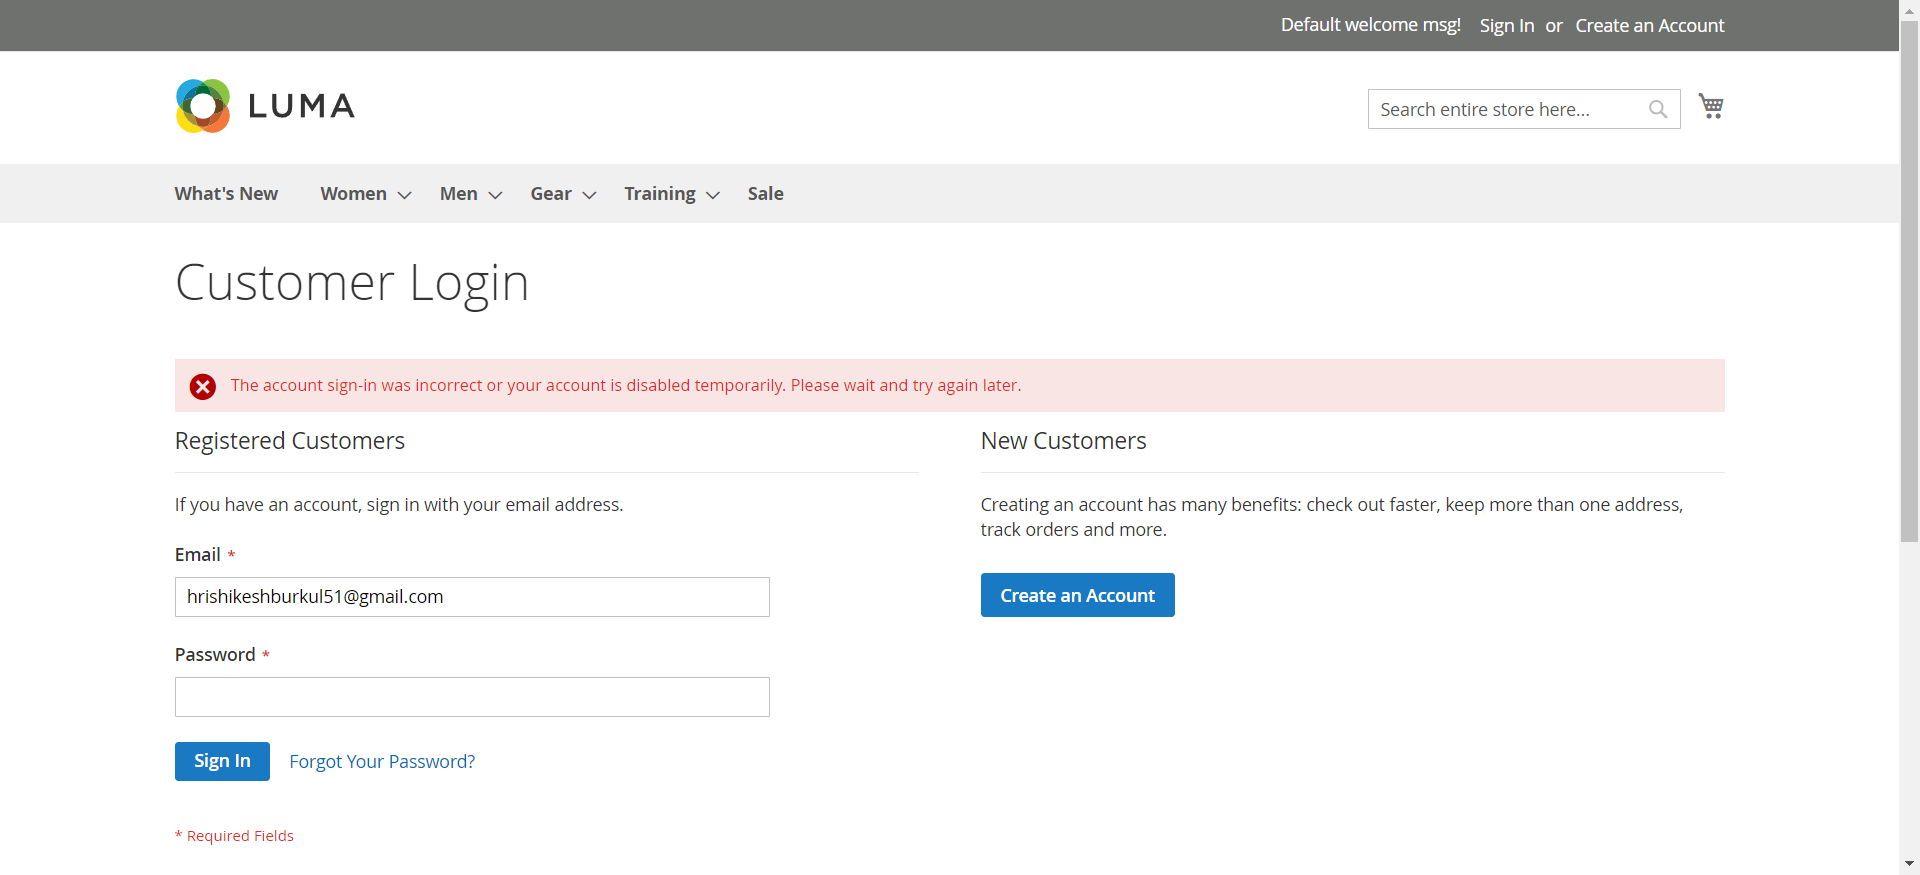 Default welcome msg! Sign In or Create an Account
LUMA
Search entire store here...
What's New Women Men Gear Training Sale
Customer Login
The account sign-in was incorrect or your account is disabled temporarily. Please wait and try again later.
Registered Customers
If you have an account, sign in with your email address.
Email *
hrishikeshburkul51@gmail.com
Password *
Sign In Forgot Your Password?
* Required Fields
New Customers
Creating an account has many benefits: check out faster, keep more than one address,
track orders and more.
Create an Account